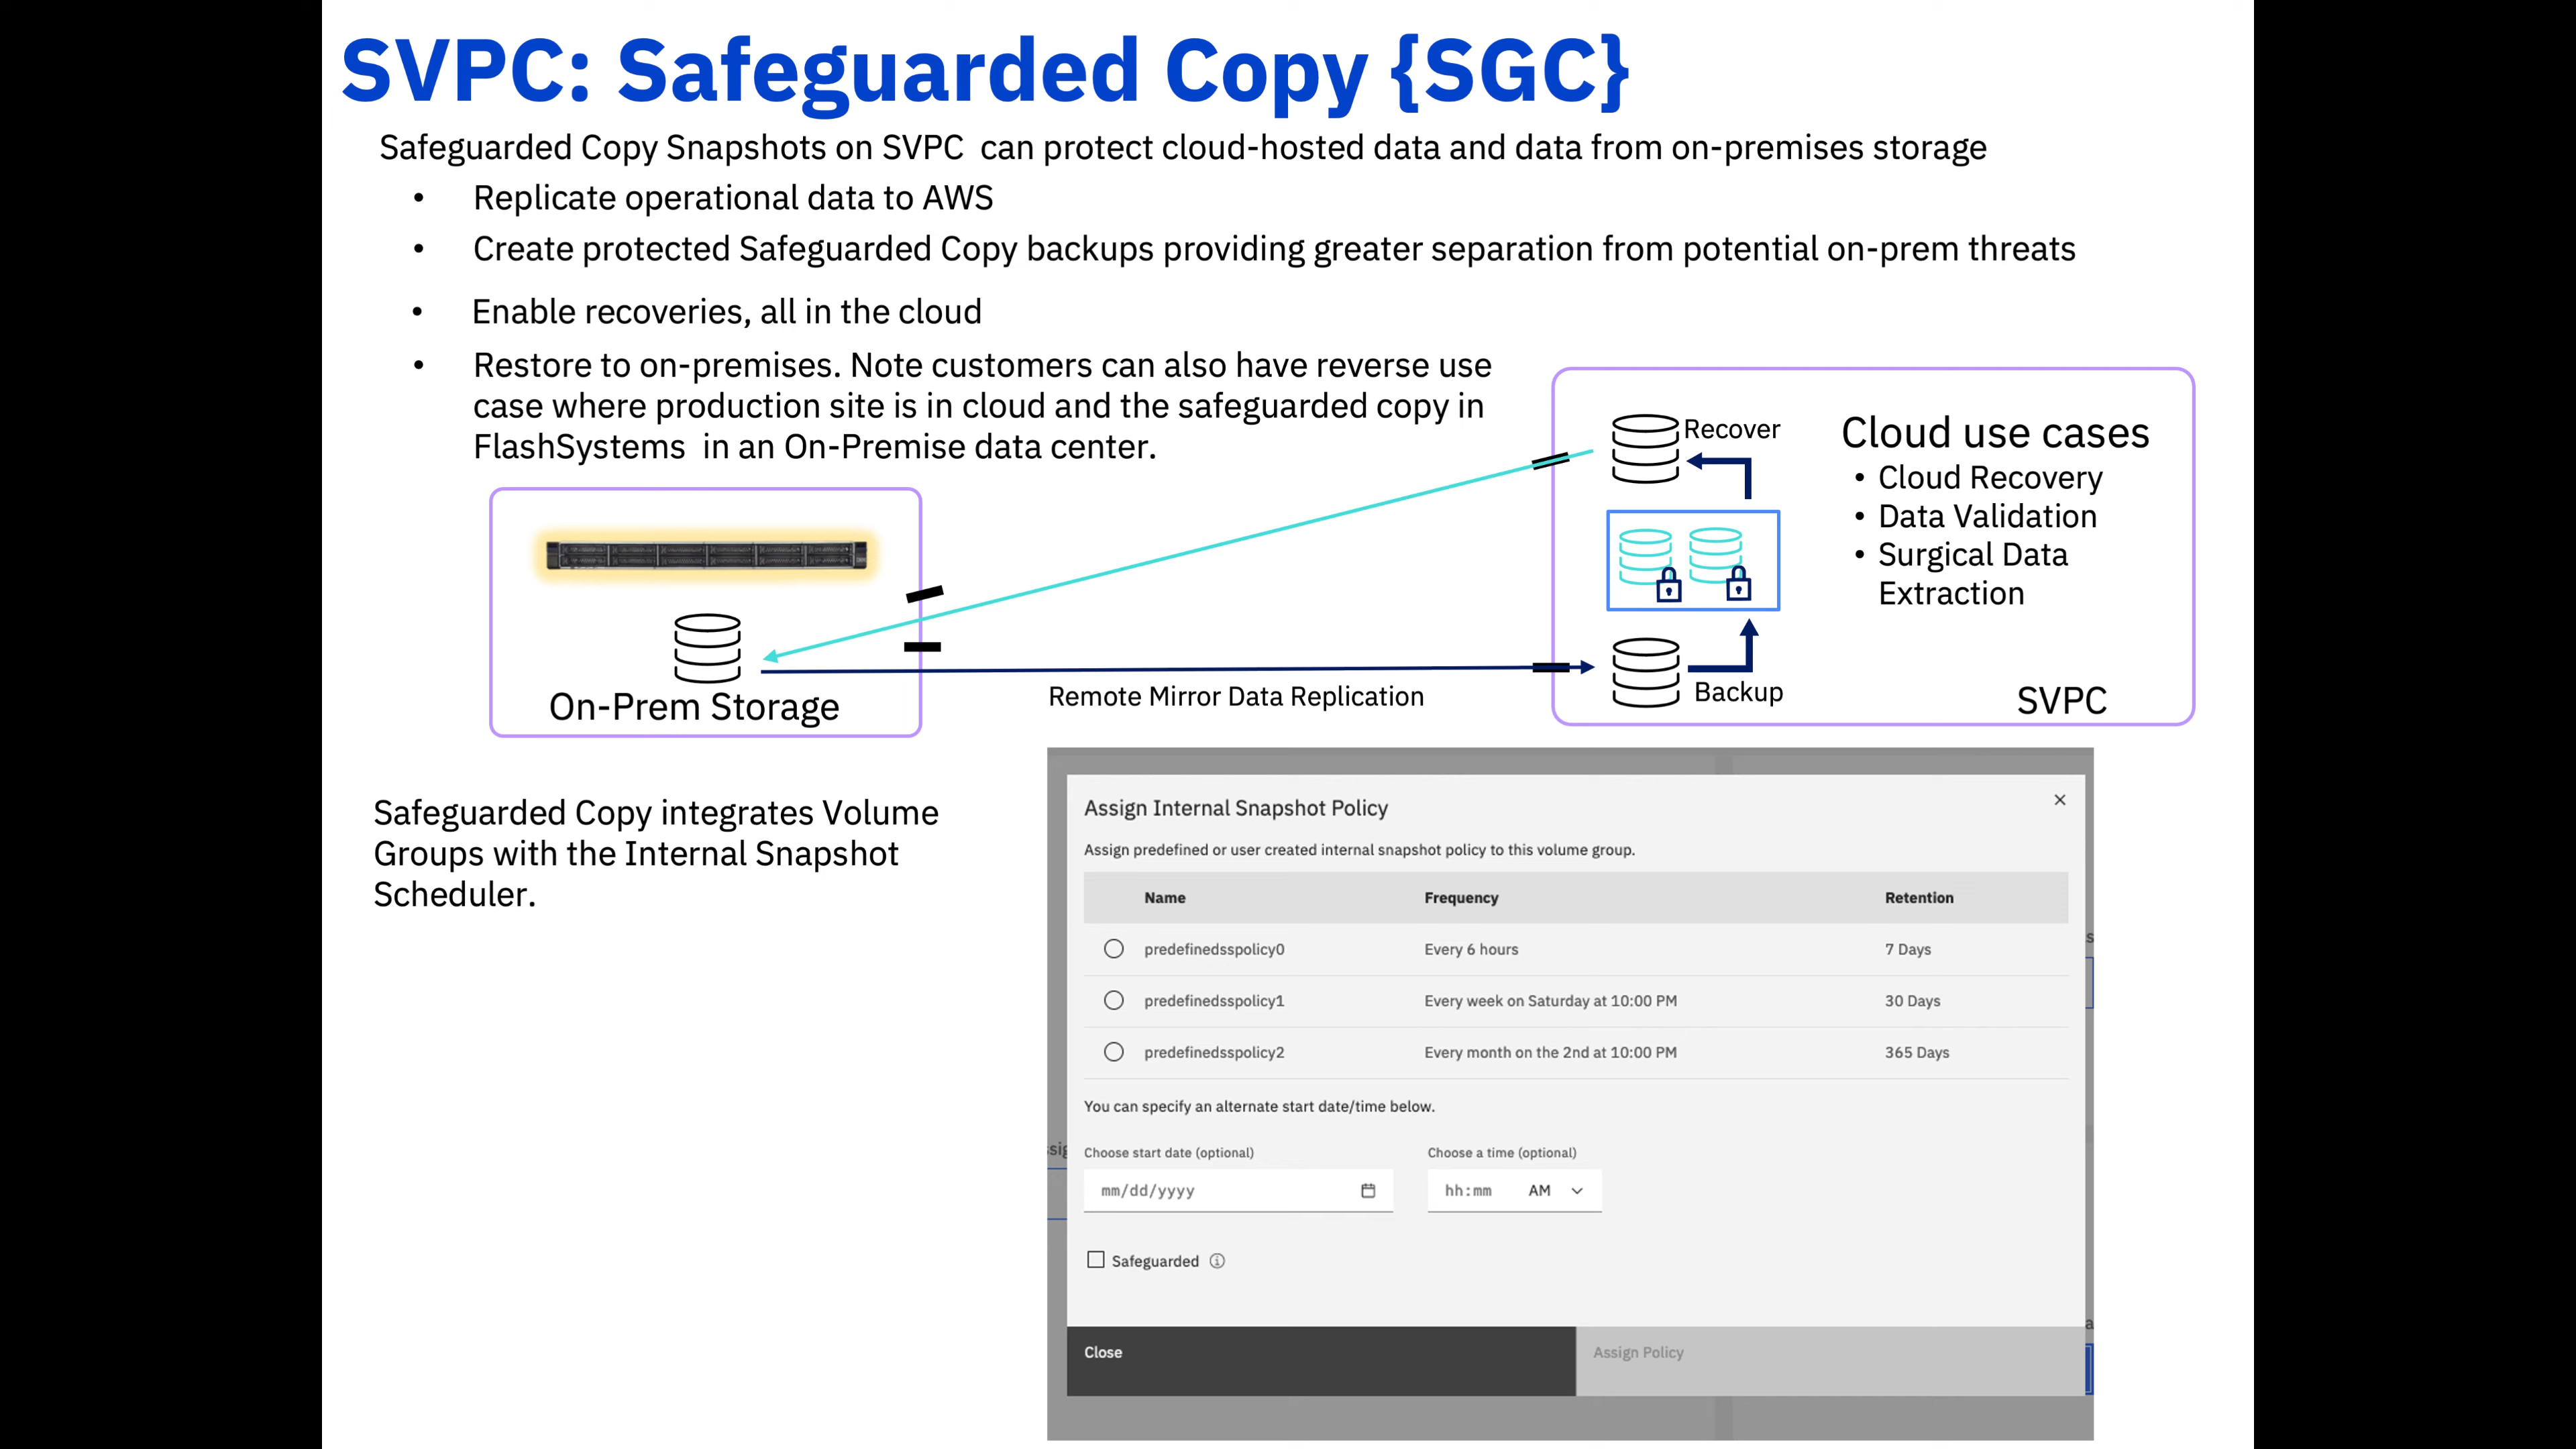 SVPC: Safeguarded Copy {SGC}
Safeguarded Copy Snapshots on SVPC can protect cloud-hosted data and data from on-premises storage
• Replicate operational data to AWS
• Create protected Safeguarded Copy backups providing greater separation from potential on-prem threats
• Enable recoveries, all in the cloud
• Restore to on-premises. Note customers can also have reverse use
case where production site is in cloud and the safeguarded copy in
FlashSystems in an On-Premise data center.
On-Prem Storage
Remote Mirror Data Replication
Recover
Backup
Cloud use cases
• Cloud Recovery
• Data Validation
• Surgical Data
Extraction
SVPC
Safeguarded Copy integrates Volume
Groups with the Internal Snapshot
Scheduler.
Assign Internal Snapshot Policy
Assign predefined or user created internal snapshot policy to this volume group.
Name Frequency Retention
predefinedsspolicy0 Every 6 hours 7 Days
predefinedsspolicy1 Every week on Saturday at 10:00 PM 30 Days
predefinedsspolicy2 Every month on the 2nd at 10:00 PM 365 Days
You can specify an alternate start date/time below.
Choose start date (optional) Choose a time (optional)
mm/dd/yyyy hh:mm AM
Safeguarded
Close Assign Policy